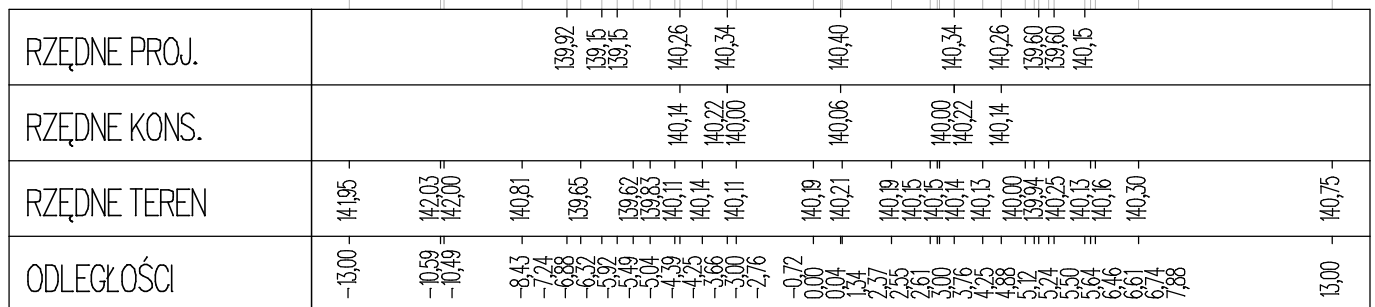 RZĘDNE PROJ. 139,92 139,15 139,15 140,26 140,34 140,40 140,34 140,26 139,60 139,60 140,15
RZĘDNE KONS. 140,14 140,22 140,00 140,06 140,00 140,22 140,14
RZĘDNE TEREN 141,95 142,03 142,00 140,81 139,65 139,62 139,83 140,11 140,14 140,11 140,19 140,21 140,19 140,15 140,15 140,14 140,13 140,00 139,94 140,25 140,13 140,16 140,30 140,75
ODLEGŁOŚCI -13,00 -10,59 -10,49 -8,43 -7,24 -6,88 -6,32 -5,92 -5,49 -5,04 -4,39 -4,25 -3,66 -3,00 -2,76 -0,72 0,00 0,04 1,34 2,37 2,55 2,61 3,00 3,76 4,25 4,88 5,12 5,24 5,50 5,64 6,46 6,56 6,61 6,74 7,88 13,00